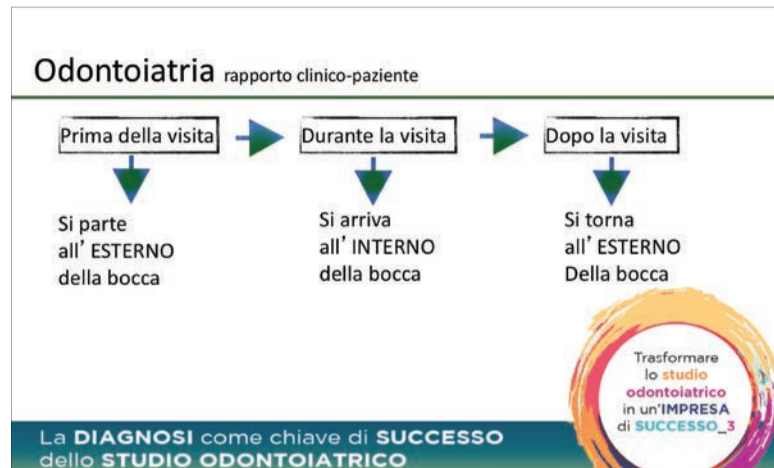 Odontoiatria rapporto clinico-paziente
Prima della visita
Durante la visita
Dopo la visita
Si parte
all' ESTERNO
della bocca
Si arriva
all' INTERNO
della bocca
Si torna
all' ESTERNO
Della bocca
Trasformare
lo studio
odontoiatrico
in un'IMPRESA
di SUCCESSO_3
La DIAGNOSI come chiave di SUCCESSO
dello STUDIO ODONTOIATRICO